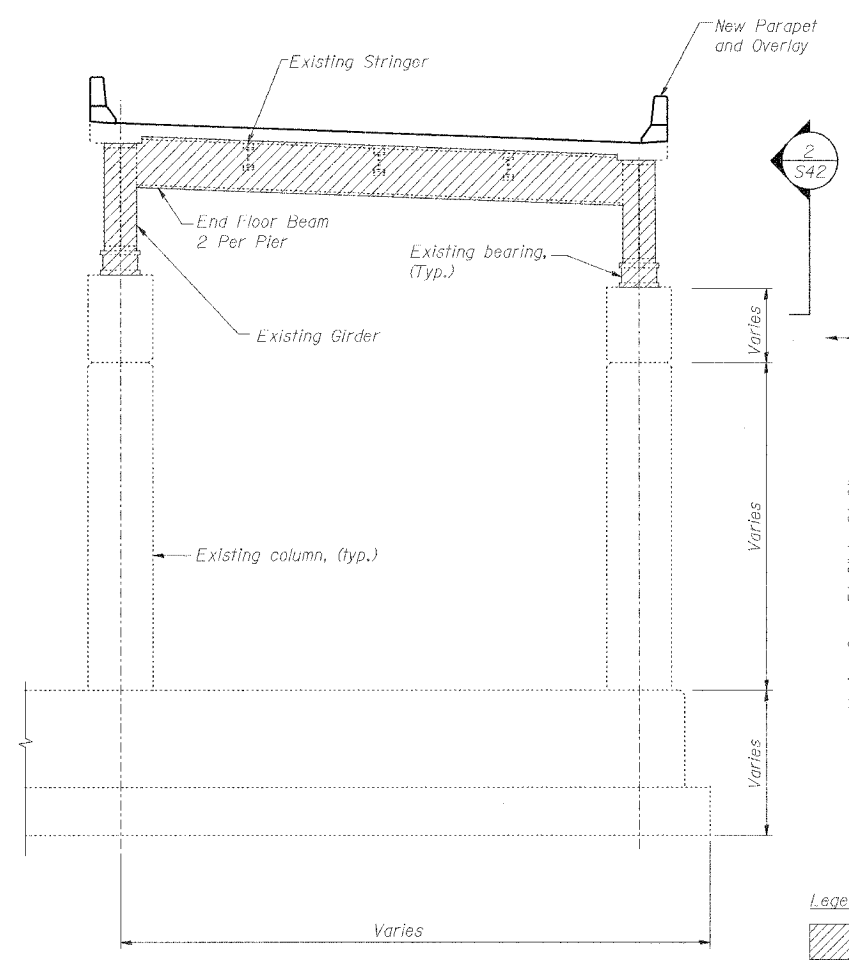 New Parapet
and Overlay
Existing Stringer
2
S42
End Floor Beam
2 Per Pier
Existing bearing,
(Typ.)
Existing Girder
Varies
Existing column, (typ.)
Varies
Varies
Varies